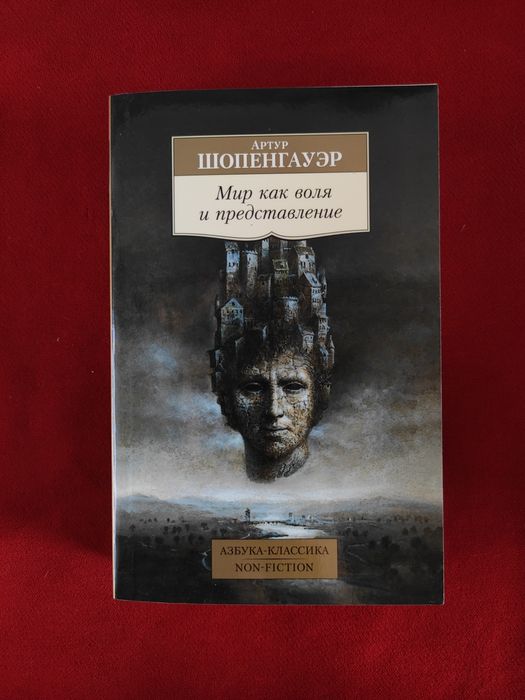 Артур
ШОПЕНГАУЭР
Мир как воля
и представление
АЗБУКА-КЛАССИКА
NON-FICTION